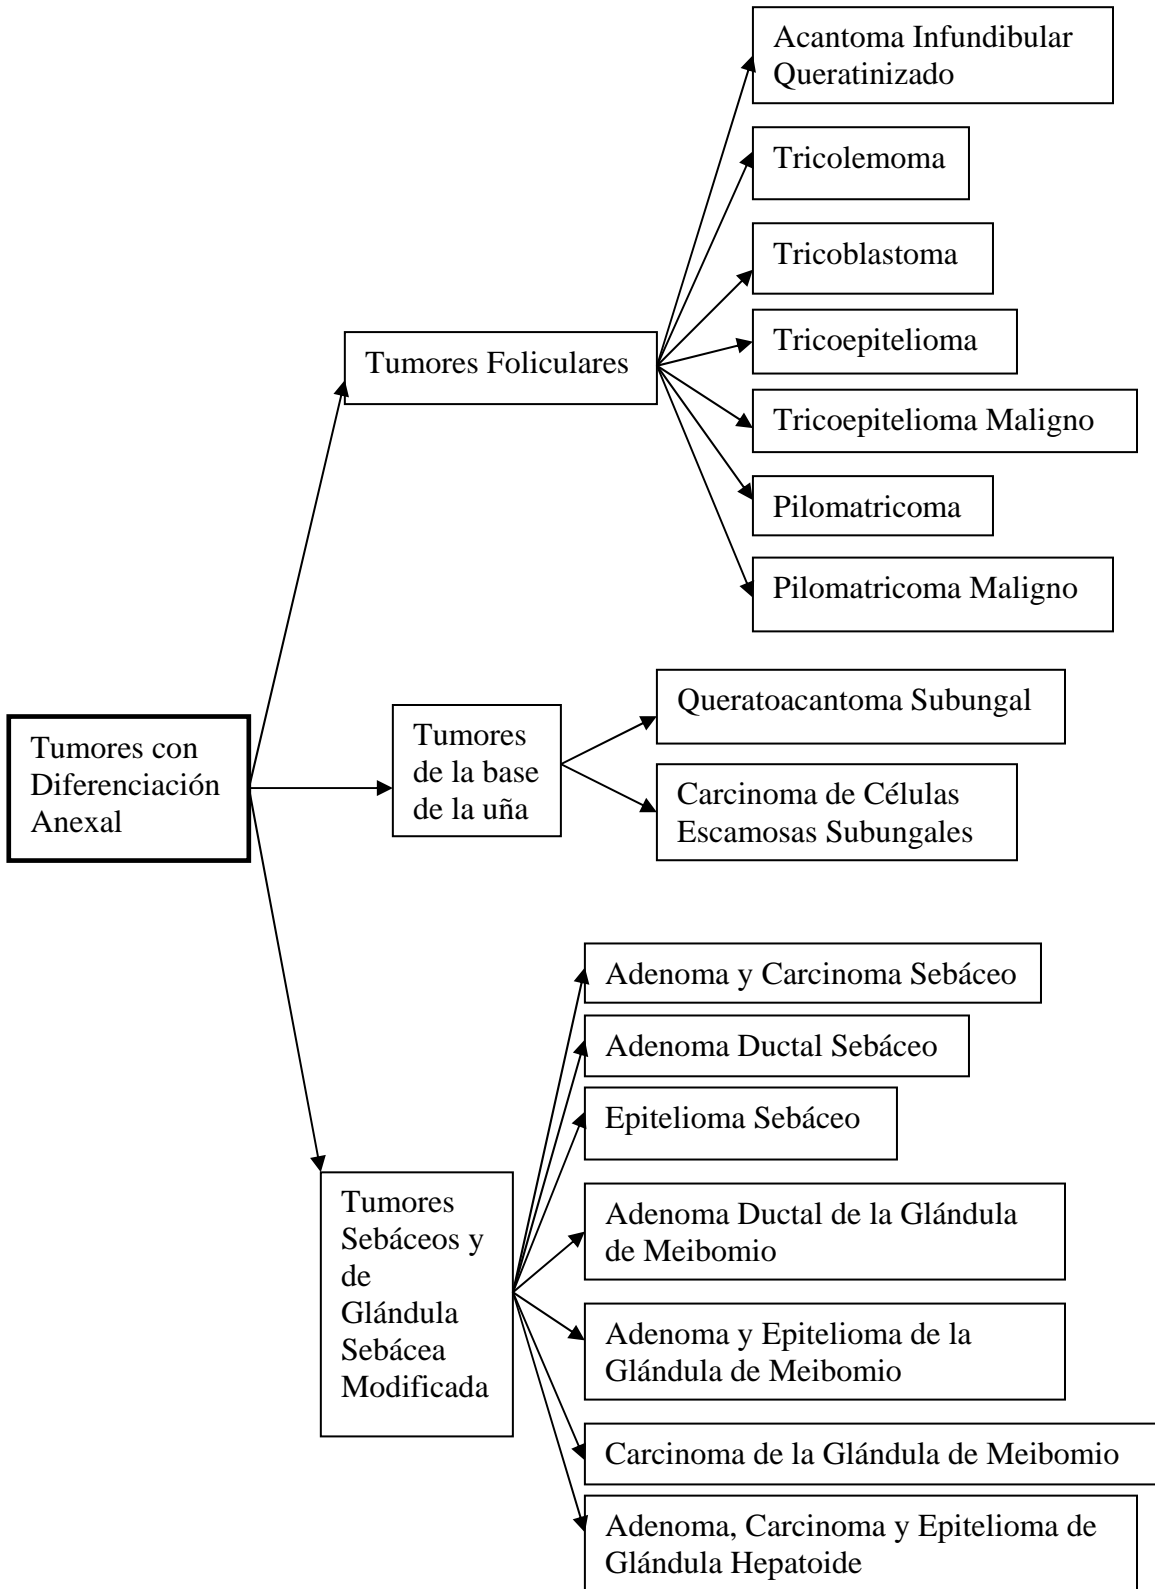 Acantoma Infundibular
Queratinizado
Tricolemoma
Tricoblastoma
Tricoepitelioma
Tricoepitelioma Maligno
Pilomatricoma
Pilomatricoma Maligno
Tumores Foliculares
Tumores con
Diferenciación
Anexal
Tumores
de la base
de la uña
Queratoacantoma Subungal
Carcinoma de Células
Escamosas Subungales
Tumores
Sebáceos y
de
Glándula
Sebácea
Modificada
Adenoma y Carcinoma Sebáceo
Adenoma Ductal Sebáceo
Epitelioma Sebáceo
Adenoma Ductal de la Glándula
de Meibomio
Adenoma y Epitelioma de la
Glándula de Meibomio
Carcinoma de la Glándula de Meibomio
Adenoma, Carcinoma y Epitelioma de
Glándula Hepatoide